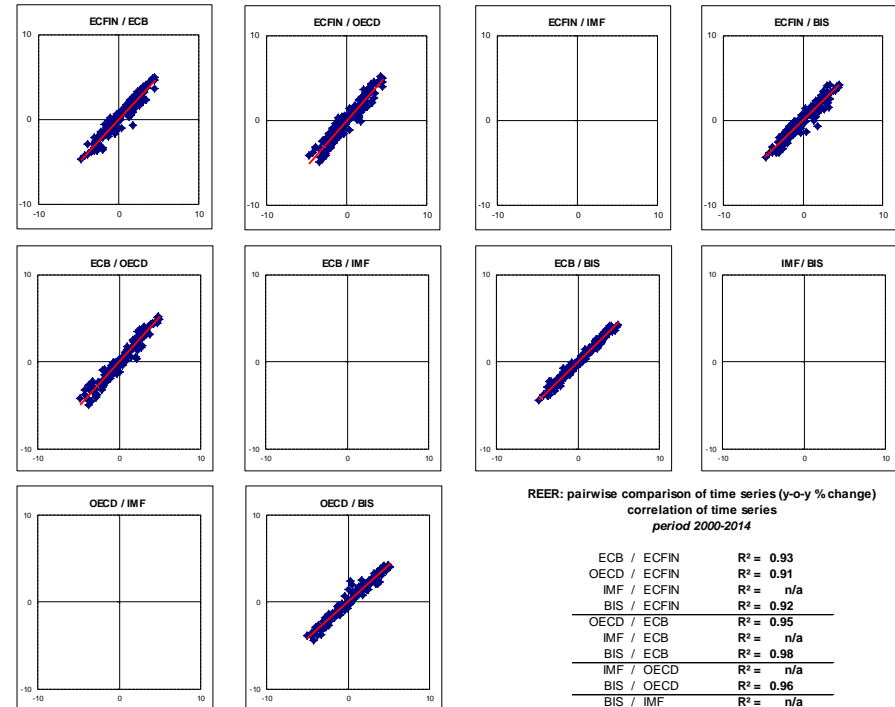 ECFIN / ECB
10
0
-10
-10
0
10
ECFIN / OECD
10
0
-10
-10
0
10
ECFIN / IMF
10
0
-10
-10
0
10
ECFIN / BIS
10
0
-10
-10
0
10
ECB / OECD
10
0
-10
-10
0
10
ECB / IMF
10
0
-10
-10
0
10
ECB / BIS
10
0
-10
-10
0
10
IMF / BIS
10
0
-10
-10
0
10
OECD / IMF
10
0
-10
-10
0
10
OECD / BIS
10
0
-10
-10
0
10
REER: pairwise comparison of time series (y-o-y % change)
correlation of time series
period 2000-2014
ECB / ECFIN R² = 0.93
OECD / ECFIN R² = 0.91
IMF / ECFIN R² = n/a
BIS / ECFIN R² = 0.92
OECD / ECB R² = 0.95
IMF / ECB R² = n/a
BIS / ECB R² = 0.98
IMF / OECD R² = n/a
BIS / OECD R² = 0.96
BIS / IMF R² = n/a